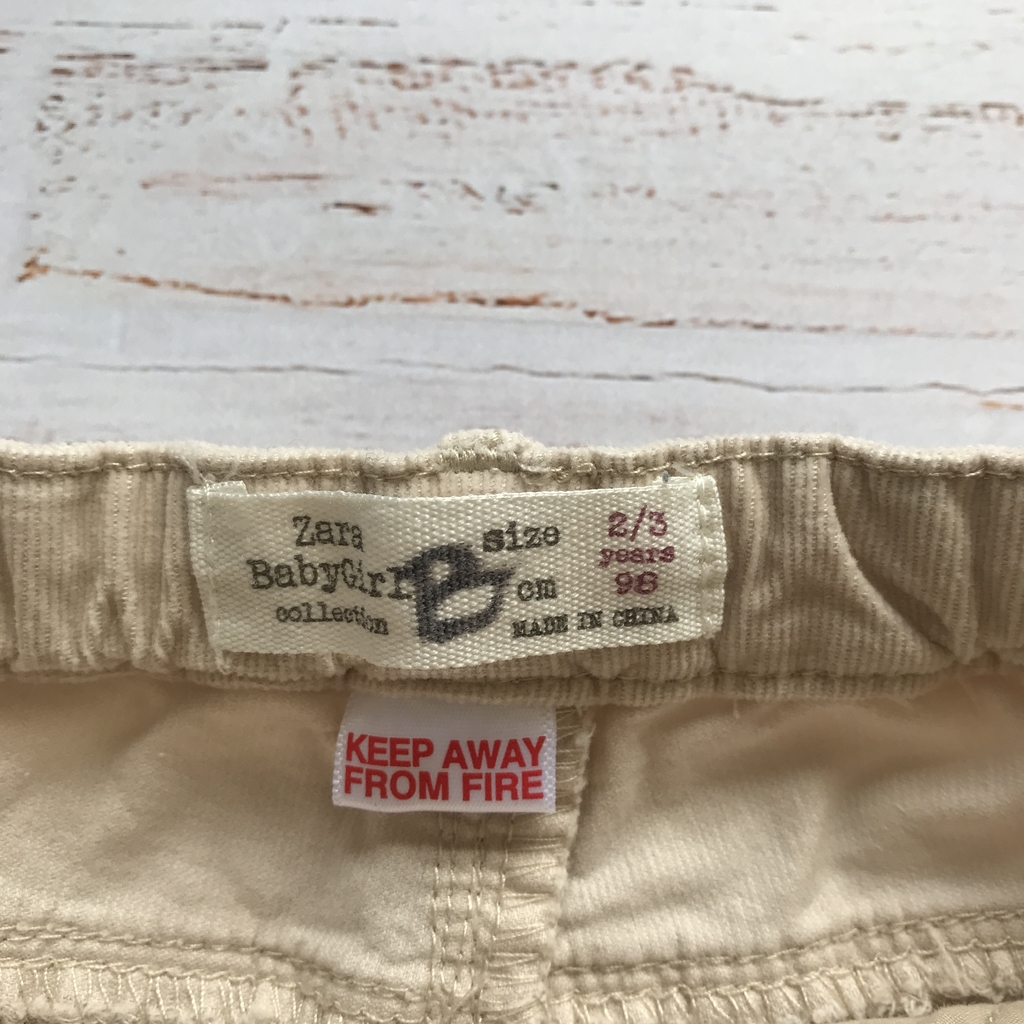 Zara
BabyGirl
collection
B
size
cm
2/3
years
98
MADE IN CHINA
KEEP AWAY
FROM FIRE